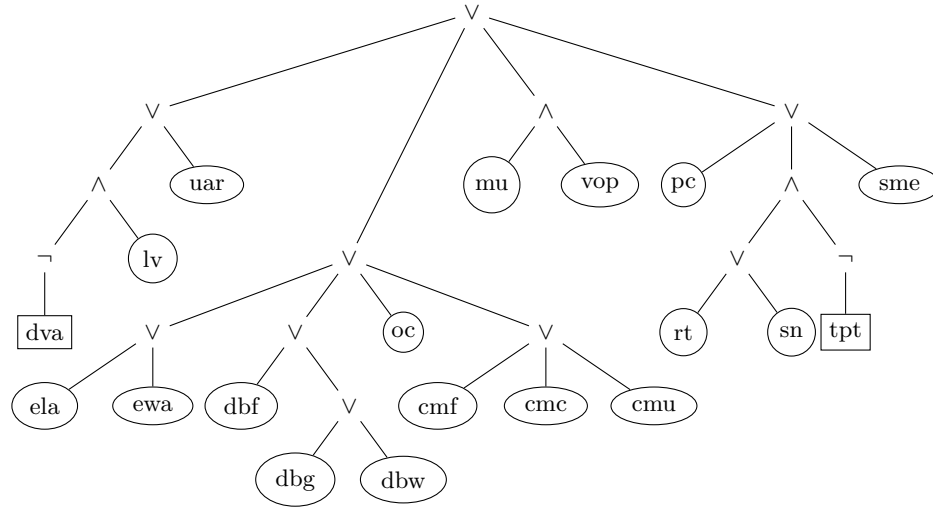 ∨
∨ ∧ ∨
∧ uar mu vop pc ∧ sme
¬ lv ∨ ∨ ¬
dva ∨ ∨ oc ∨ rt sn tpt
ela ewa dbf ∨ cmf cmc cmu
dbg dbw